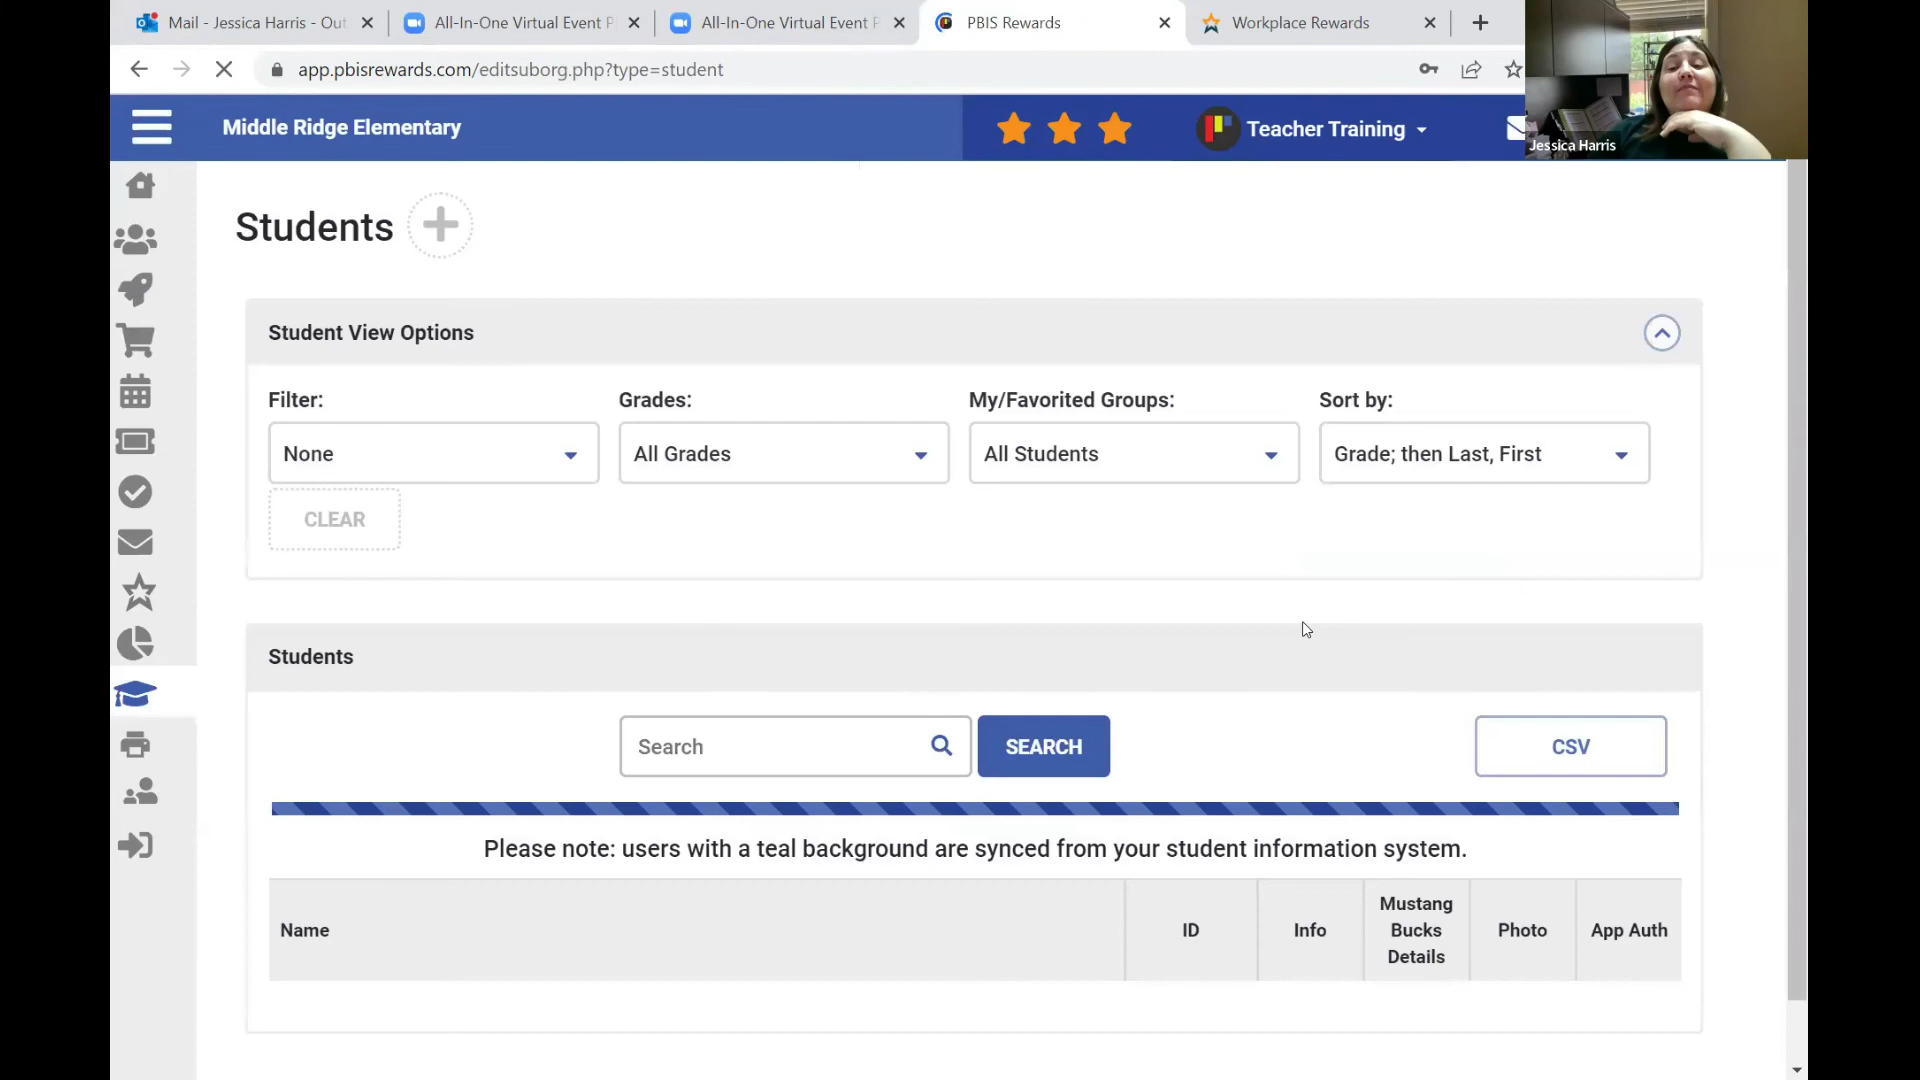 Mail - Jessica Harris - Out
All-In-One Virtual Event P
All-In-One Virtual Event P
PBIS Rewards
Workplace Rewards
app.pbisrewards.com/editsuborg.php?type=student
Middle Ridge Elementary
Teacher Training
Jessica Harris
Students
Student View Options
Filter:
Grades:
My/Favorited Groups:
Sort by:
None
All Grades
All Students
Grade; then Last, First
CLEAR
Students
Search
SEARCH
CSV
Please note: users with a teal background are synced from your student information system.
Name
ID
Info
Mustang
Bucks
Details
Photo
App Auth